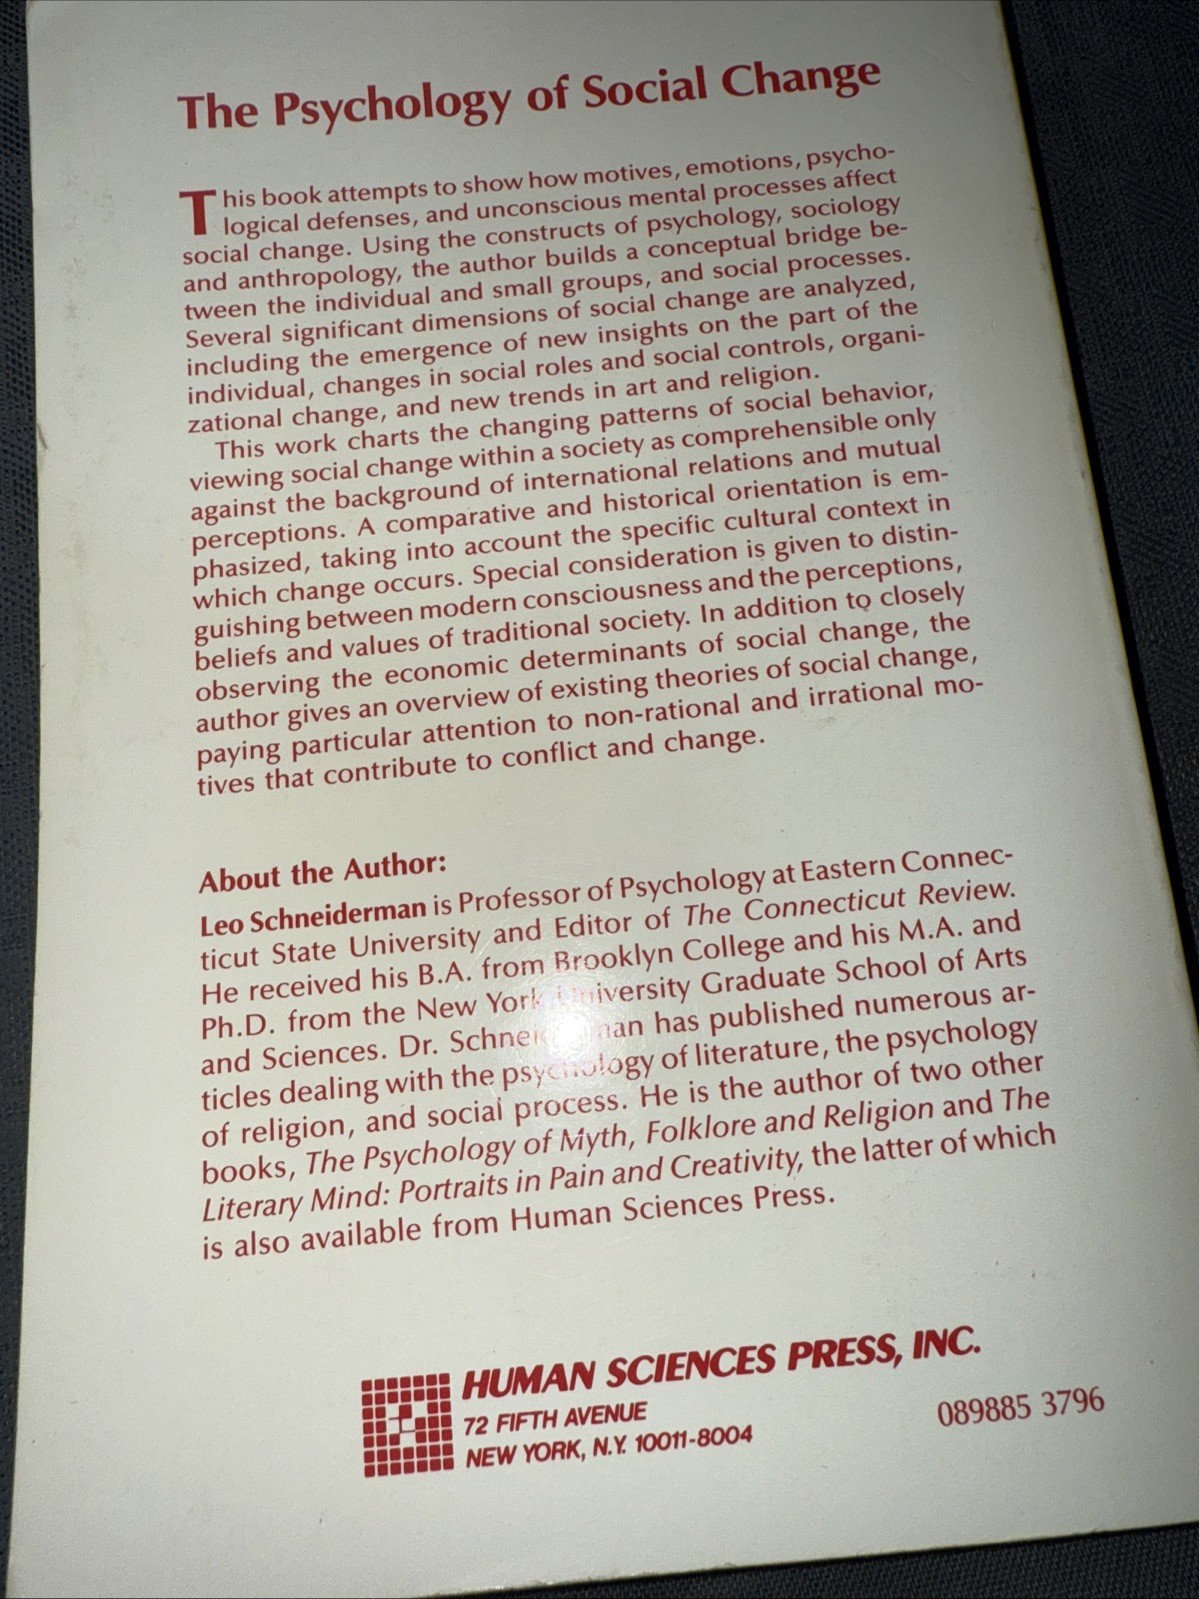 The Psychology of Social Change
This book attempts to show how motives, emotions, psycho-
logical defenses, and unconscious mental processes affect
social change. Using the constructs of psychology, sociology
and anthropology, the author builds a conceptual bridge be-
tween the individual and small groups, and social processes.
Several significant dimensions of social change are analyzed,
including the emergence of new insights on the part of the
individual, changes in social roles and social controls, organi-
zational change, and new trends in art and religion.
This work charts the changing patterns of social behavior,
viewing social change within a society as comprehensible only
against the background of international relations and mutual
perceptions. A comparative and historical orientation is em-
phasized, taking into account the specific cultural context in
which change occurs. Special consideration is given to distin-
guishing between modern consciousness and the perceptions,
beliefs and values of traditional society. In addition to closely
observing the economic determinants of social change, the
author gives an overview of existing theories of social change,
paying particular attention to non-rational and irrational mo-
tives that contribute to conflict and change.
About the Author:
Leo Schneiderman is Professor of Psychology at Eastern Connec-
ticut State University and Editor of The Connecticut Review.
He received his B.A. from Brooklyn College and his M.A. and
Ph.D. from the New York University Graduate School of Arts
and Sciences. Dr. Schneiderman has published numerous ar-
ticles dealing with the psychology of literature, the psychology
of religion, and social process. He is the author of two other
books, The Psychology of Myth, Folklore and Religion and The
Literary Mind: Portraits in Pain and Creativity, the latter of which
is also available from Human Sciences Press.
HUMAN SCIENCES PRESS, INC.
72 FIFTH AVENUE
NEW YORK, N.Y. 10011-8004
089885 3796